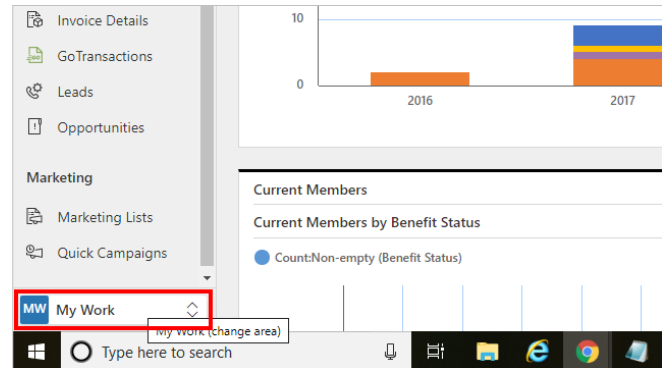 Invoice Details
GoTransactions
Leads
Opportunities
Marketing
Marketing Lists
Quick Campaigns
MW My Work
My Work (change area)
Type here to search
10
0
2016 2017
Current Members
Current Members by Benefit Status
Count:Non-empty (Benefit Status)